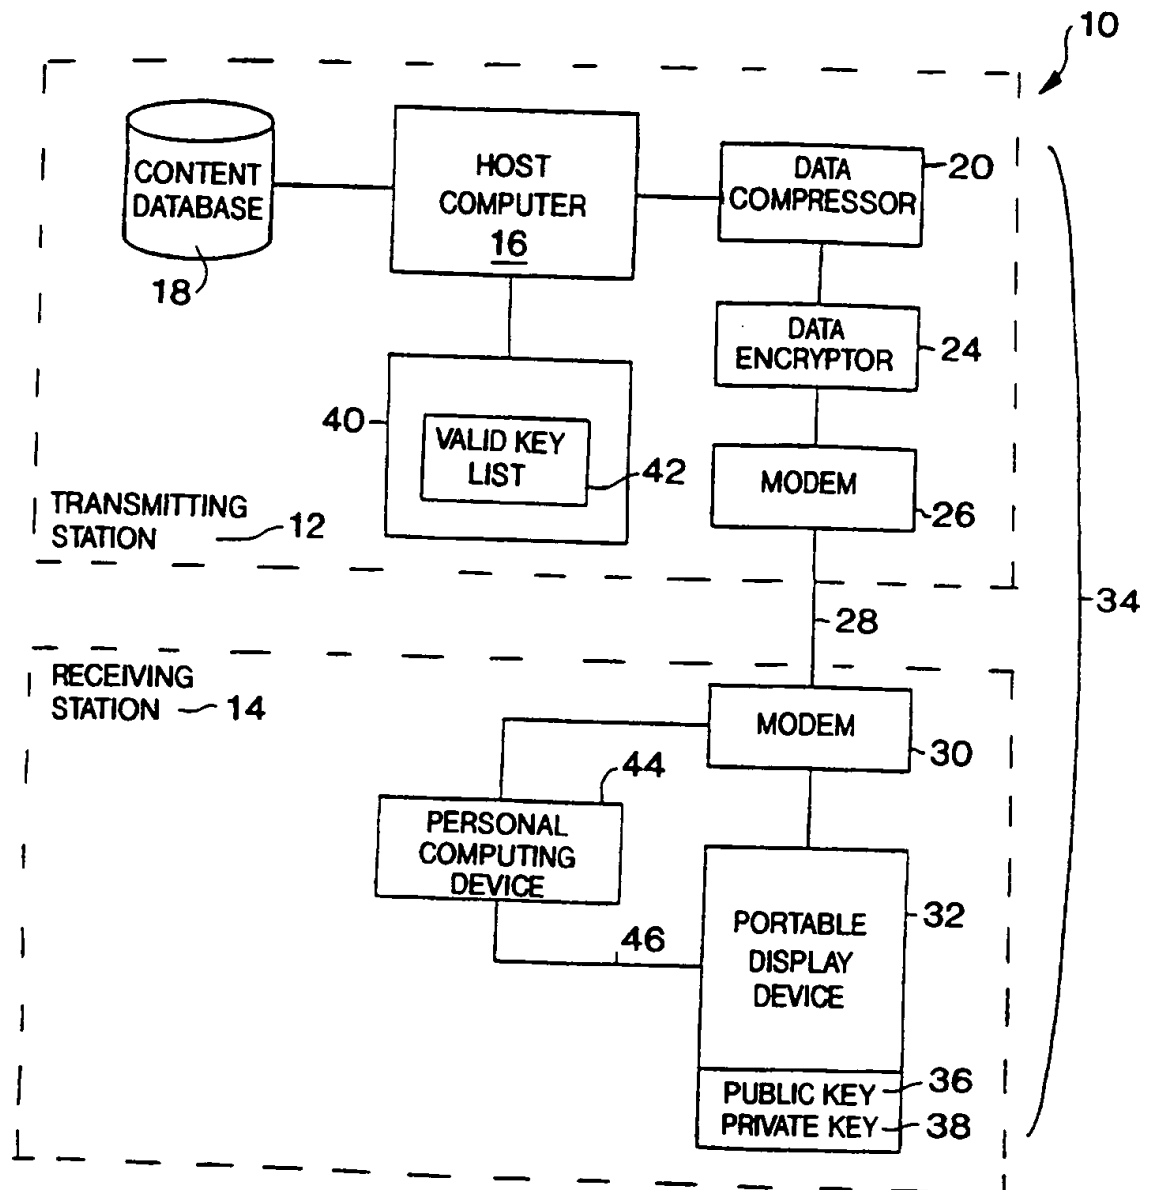 10
CONTENT
DATABASE
18
HOST
COMPUTER
16
DATA
COMPRESSOR
20
DATA
ENCRYPTOR
24
40
VALID KEY
LIST
42
MODEM
26
TRANSMITTING
STATION
12
28
34
RECEIVING
STATION
14
MODEM
30
44
PERSONAL
COMPUTING
DEVICE
46
PORTABLE
DISPLAY
DEVICE
32
PUBLIC KEY
36
PRIVATE KEY
38